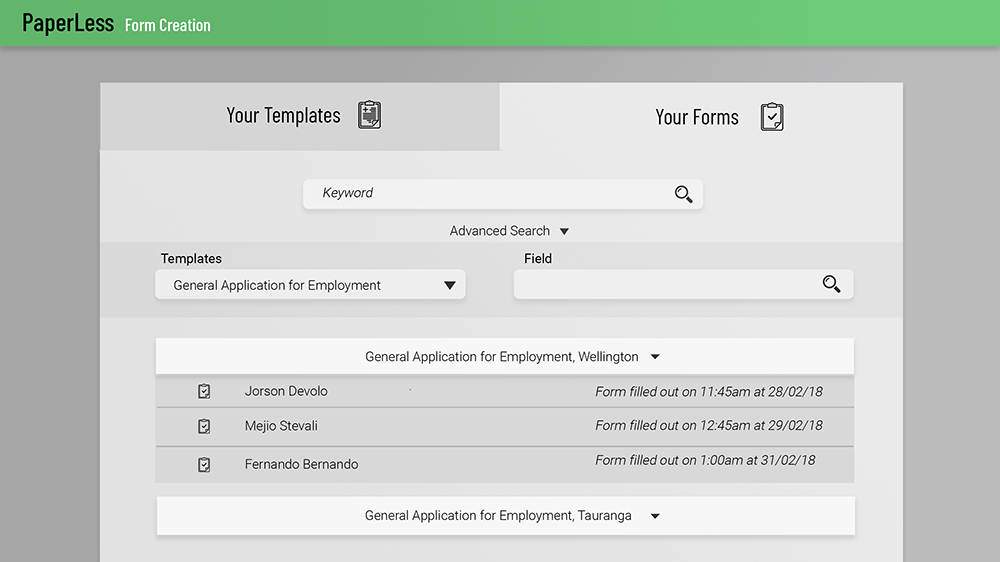 PaperLess Form Creation
Your Templates
Your Forms
Keyword
Advanced Search
Templates
Field
General Application for Employment
General Application for Employment, Wellington
Jorson Devolo
Form filled out on 11:45am at 28/02/18
Mejio Stevali
Form filled out on 12:45am at 29/02/18
Fernando Bernando
Form filled out on 1:00am at 31/02/18
General Application for Employment, Tauranga